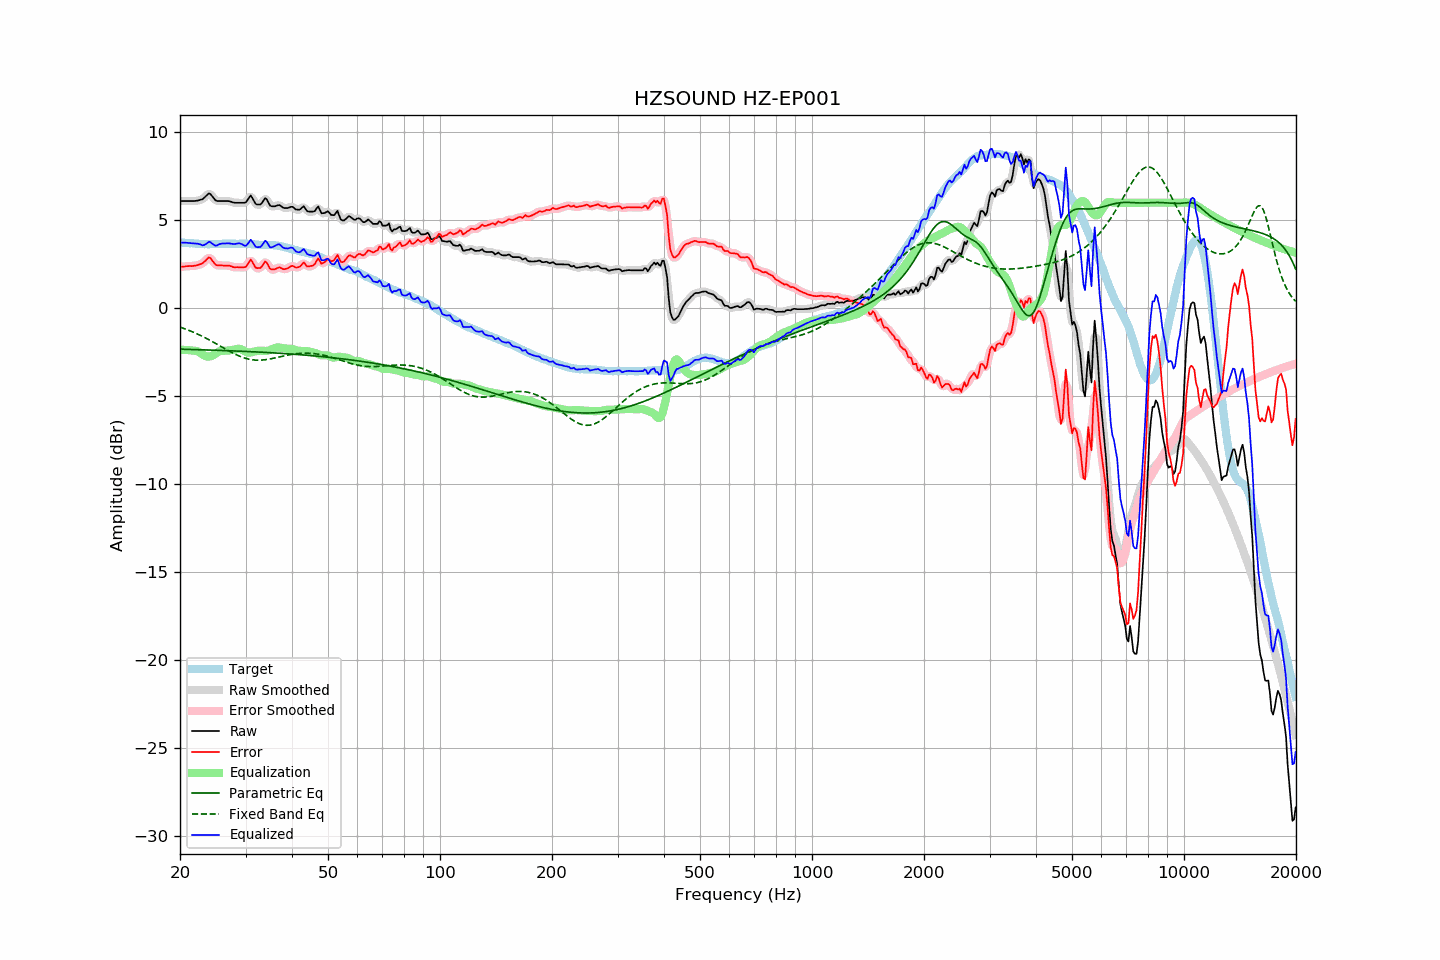 HZSOUND HZ-EP001
10
5
0
−5
−10
−15
−20
−25
−30
Amplitude (dBr)
Target
Raw Smoothed
Error Smoothed
Raw
Error
Equalization
Parametric Eq
Fixed Band Eq
Equalized
20 50 100 200 500 1000 2000 5000 10000 20000
Frequency (Hz)